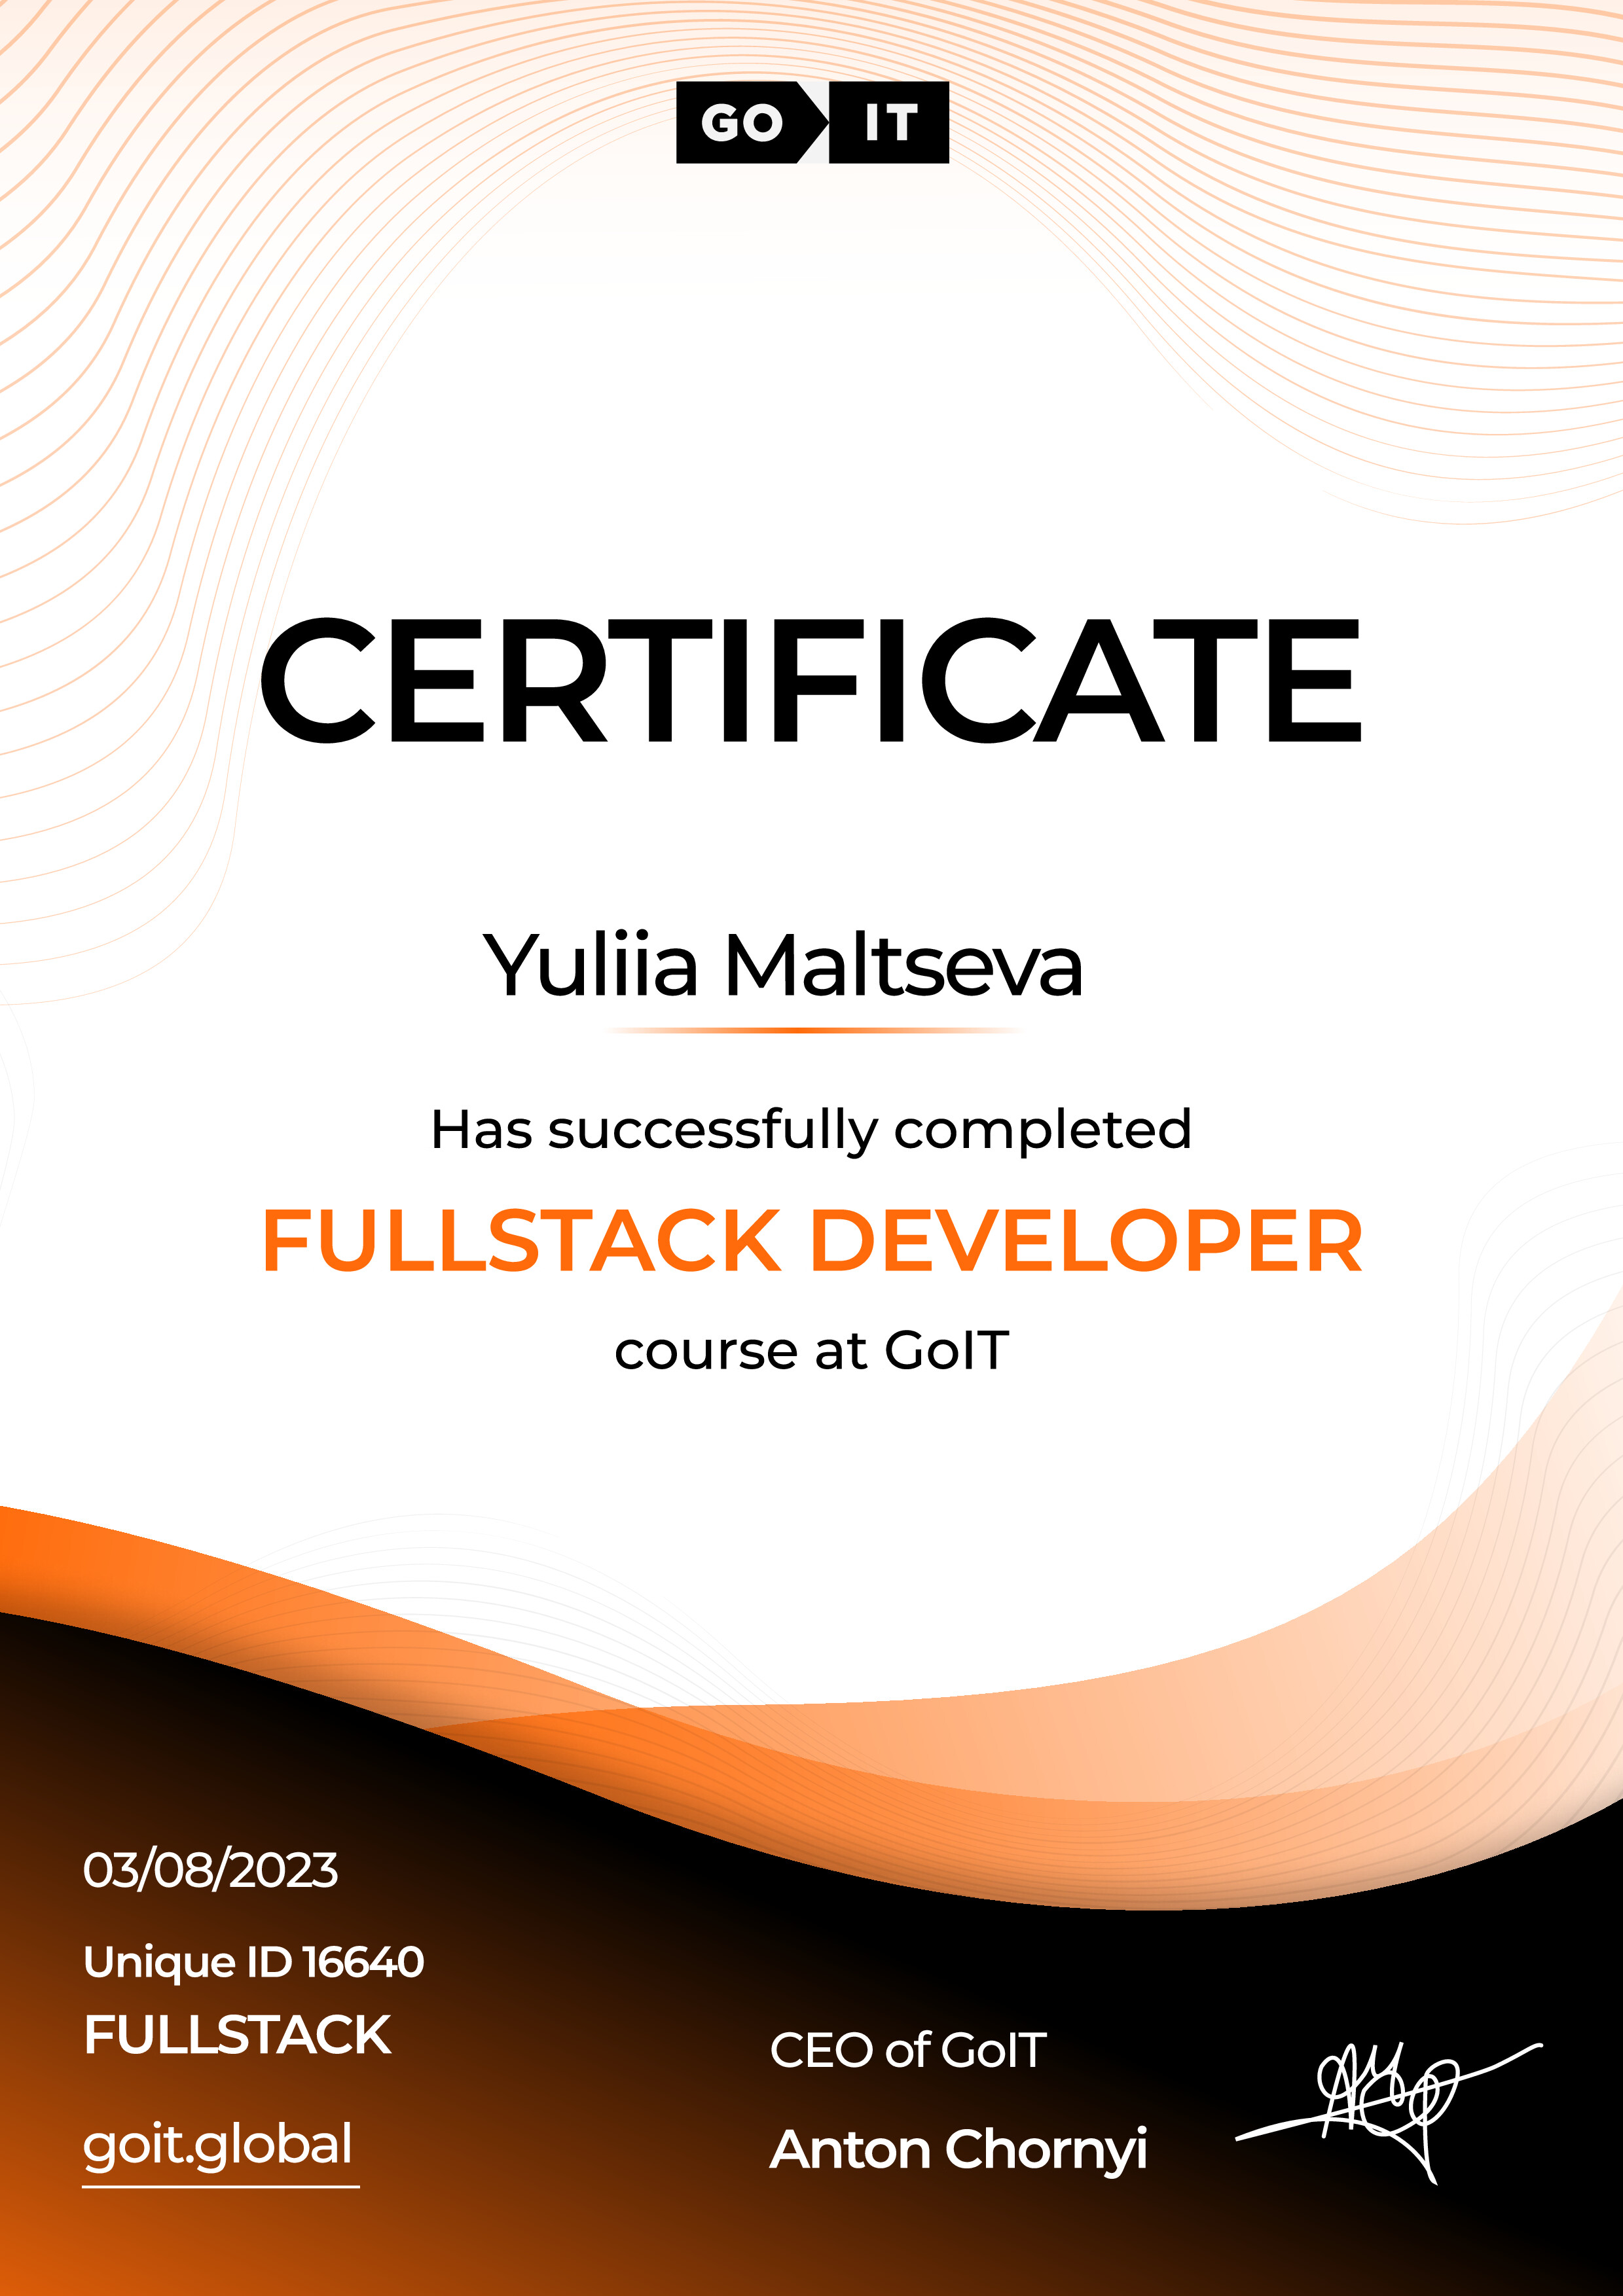 GO IT
CERTIFICATE
Yuliia Maltseva
Has successfully completed
FULLSTACK DEVELOPER
course at GoIT
03/08/2023
Unique ID 16640
FULLSTACK
goit.global
CEO of GoIT
Anton Chornyi